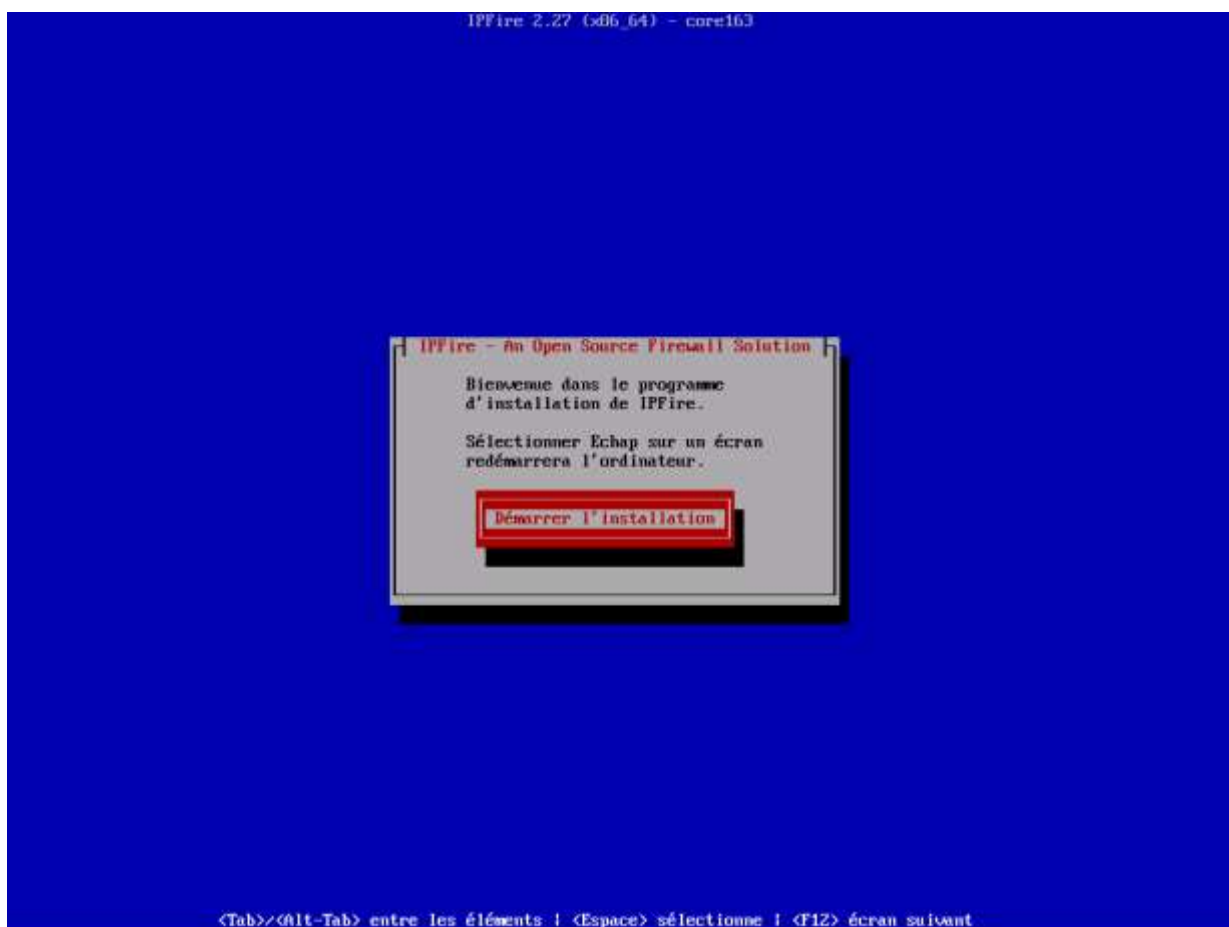 IPFire 2.27 (x86_64) - core163
IPFire - An Open Source Firewall Solution
Bienvenue dans le programme
d'installation de IPFire.
Sélectionner Echap sur un écran
redémarrera l'ordinateur.
Démarrer l'installation
<Tab>/<Alt-Tab> entre les éléments | <Espace> sélectionne | <F12> écran suivant